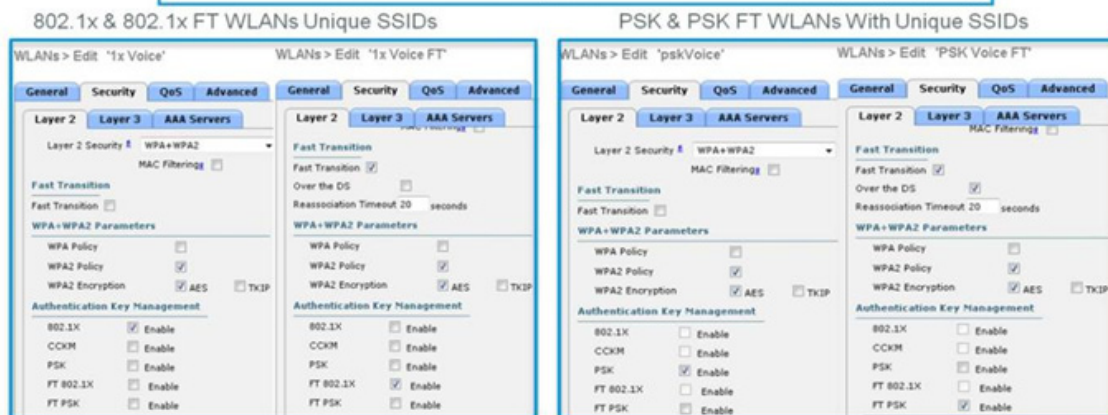 802.1x & 802.1x FT WLANs Unique SSIDs
PSK & PSK FT WLANs With Unique SSIDs
WLANs > Edit '1x Voice'
General Security QoS Advanced
Layer 2 Layer 3 AAA Servers
Layer 2 Security WPA+WPA2
MAC Filtering
Fast Transition
Fast Transition
WPA+WPA2 Parameters
WPA Policy
WPA2 Policy
WPA2 Encryption AES TKIP
Authentication Key Management
802.1X Enable
CCKM Enable
PSK Enable
FT 802.1X Enable
FT PSK Enable
WLANs > Edit '1x Voice FT'
General Security QoS Advanced
Layer 2 Layer 3 AAA Servers
Fast Transition
Fast Transition
Over the DS
Reassociation Timeout 20 seconds
WPA+WPA2 Parameters
WPA Policy
WPA2 Policy
WPA2 Encryption AES TKIP
Authentication Key Management
802.1X Enable
CCKM Enable
PSK Enable
FT 802.1X Enable
FT PSK Enable
WLANs > Edit 'pskVoice'
General Security QoS Advanced
Layer 2 Layer 3 AAA Servers
Layer 2 Security WPA+WPA2
MAC Filtering
Fast Transition
Fast Transition
WPA+WPA2 Parameters
WPA Policy
WPA2 Policy
WPA2 Encryption AES TKIP
Authentication Key Management
802.1X Enable
CCKM Enable
PSK Enable
FT 802.1X Enable
FT PSK Enable
WLANs > Edit 'PSK Voice FT'
General Security QoS Advanced
Layer 2 Layer 3 AAA Servers
MAC Filtering
Fast Transition
Fast Transition
Over the DS
Reassociation Timeout 20 seconds
WPA+WPA2 Parameters
WPA Policy
WPA2 Policy
WPA2 Encryption AES TKIP
Authentication Key Management
802.1X Enable
CCKM Enable
PSK Enable
FT 802.1X Enable
FT PSK Enable